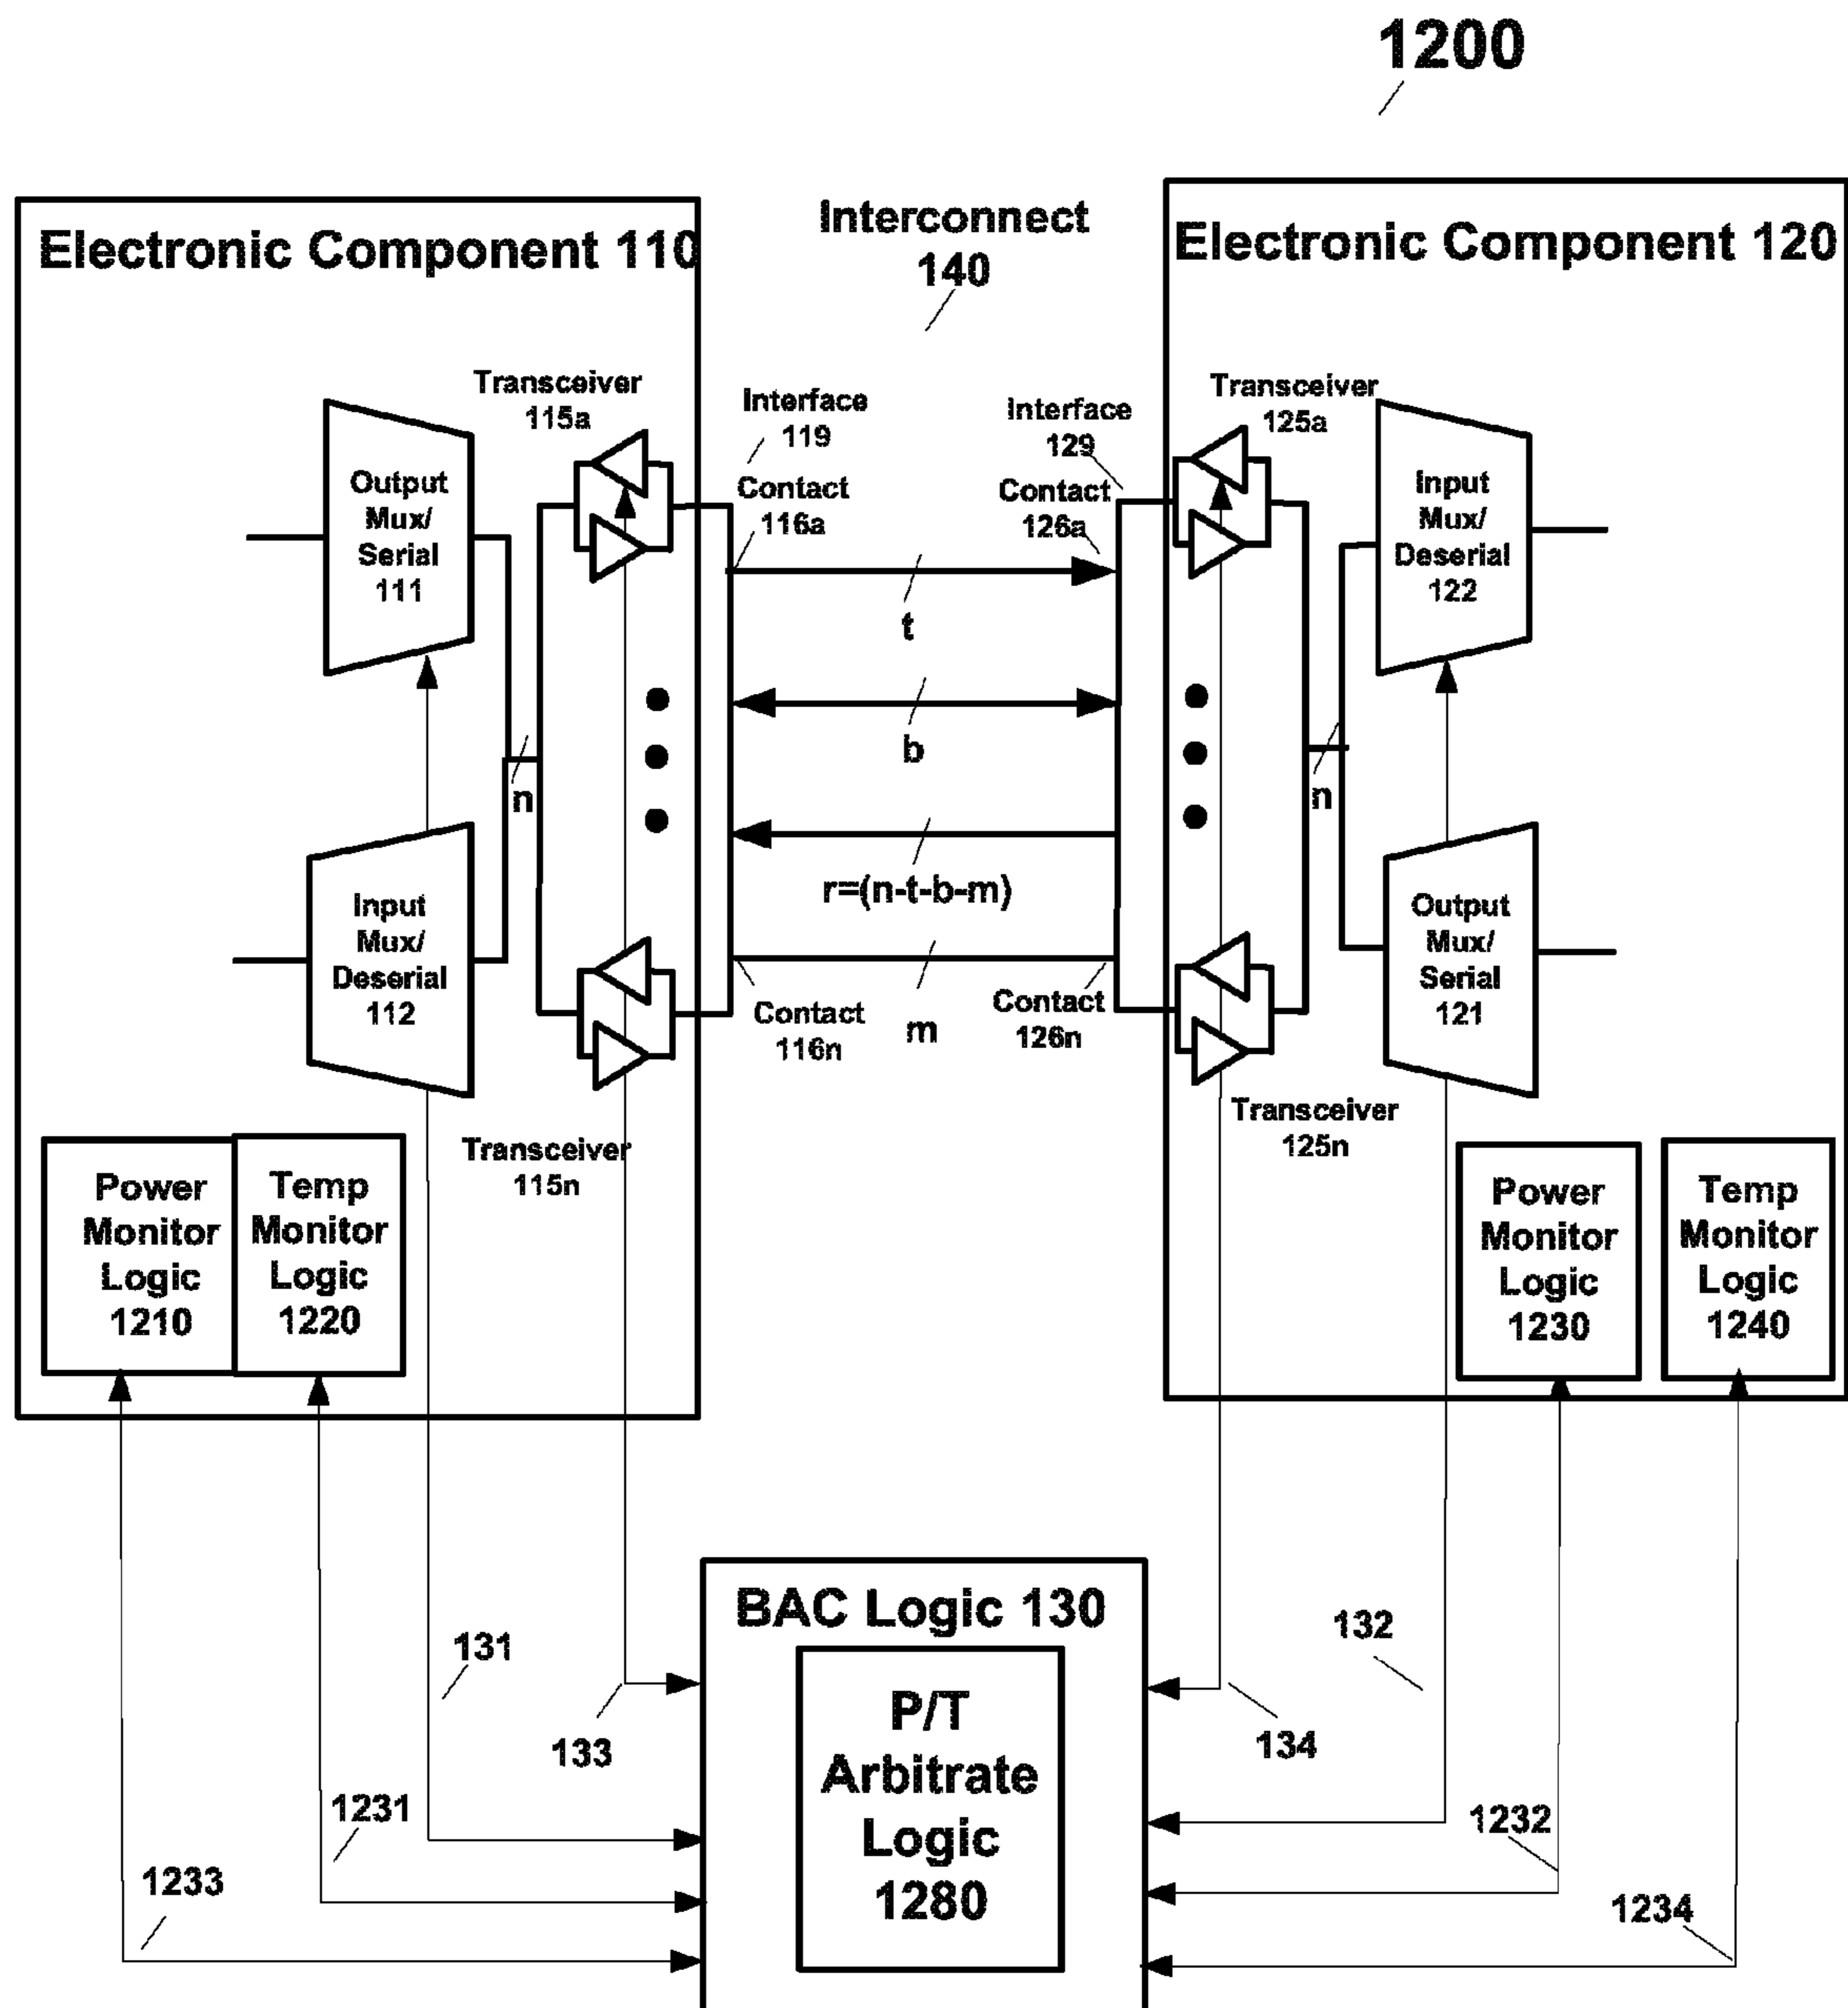 1200
Electronic Component 110
Interconnect
140
Electronic Component 120
Transceiver
115a
Interface
119
Contact
116a
Interface
129
Contact
126a
Transceiver
125a
Output
Mux/
Serial
111
Input
Mux/
Deserial
122
t
b
n
n
r=(n-t-b-m)
Input
Mux/
Deserial
112
Output
Mux/
Serial
121
Contact
116n
m
Contact
126n
Transceiver
115n
Transceiver
125n
Power
Monitor
Logic
1210
Temp
Monitor
Logic
1220
Power
Monitor
Logic
1230
Temp
Monitor
Logic
1240
BAC Logic 130
P/T
Arbitrate
Logic
1280
131
133
1231
1233
132
134
1232
1234